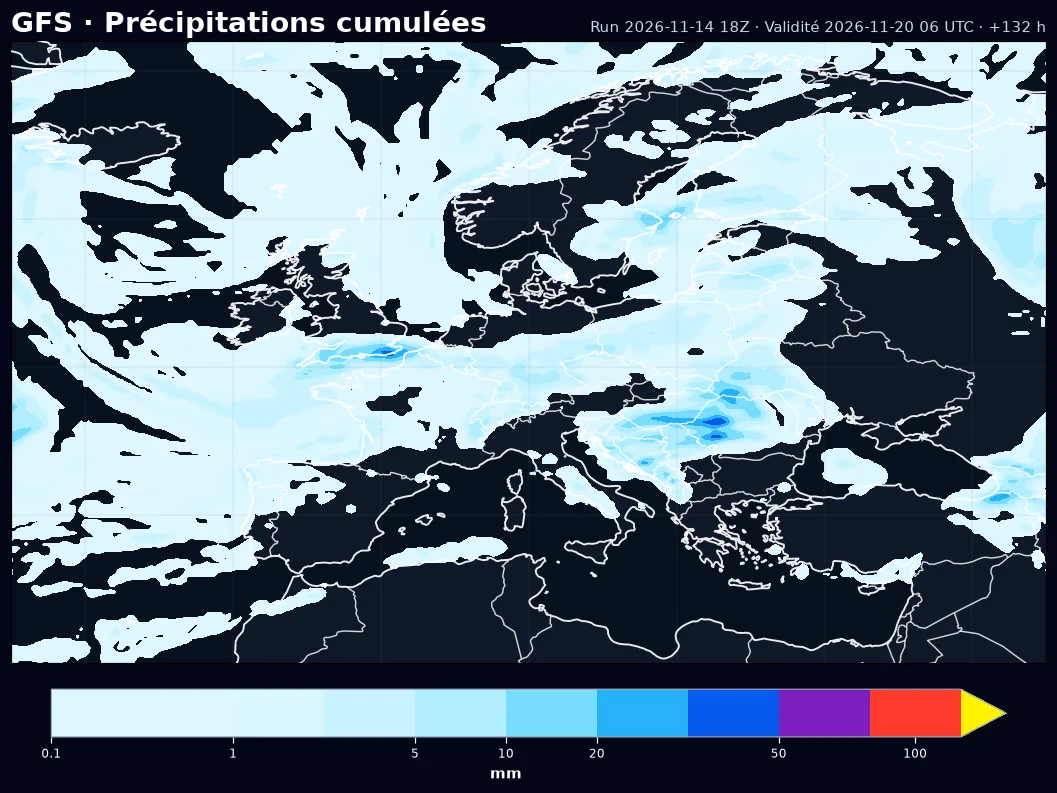 GFS · Précipitations cumulées
Run 2026-11-14 18Z · Validité 2026-11-20 06 UTC · +132 h
0.1 1 5 10 20 50 100
mm